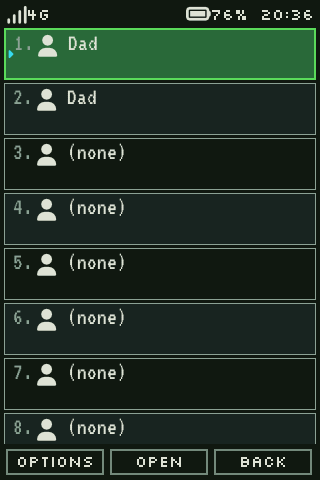 4G 76% 20:36
1. Dad
2. Dad
3. (none)
4. (none)
5. (none)
6. (none)
7. (none)
8. (none)
OPTIONS OPEN BACK